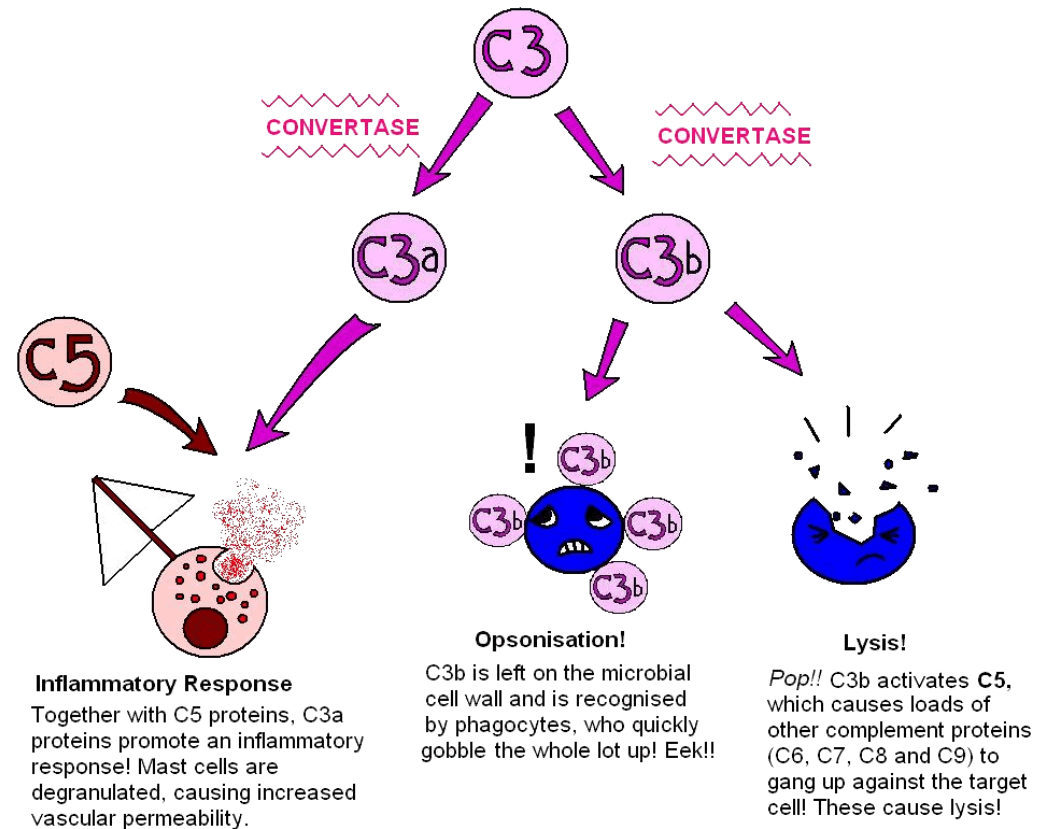 C3
CONVERTASE
CONVERTASE
C3a
C3b
C5
!
C3b
C3b
C3b
C3b
Inflammatory Response
Together with C5 proteins, C3a
proteins promote an inflammatory
response! Mast cells are
degranulated, causing increased
vascular permeability.
Opsonisation!
C3b is left on the microbial
cell wall and is recognised
by phagocytes, who quickly
gobble the whole lot up! Eek!!
Lysis!
Pop!! C3b activates C5,
which causes loads of
other complement proteins
(C6, C7, C8 and C9) to
gang up against the target
cell! These cause lysis!